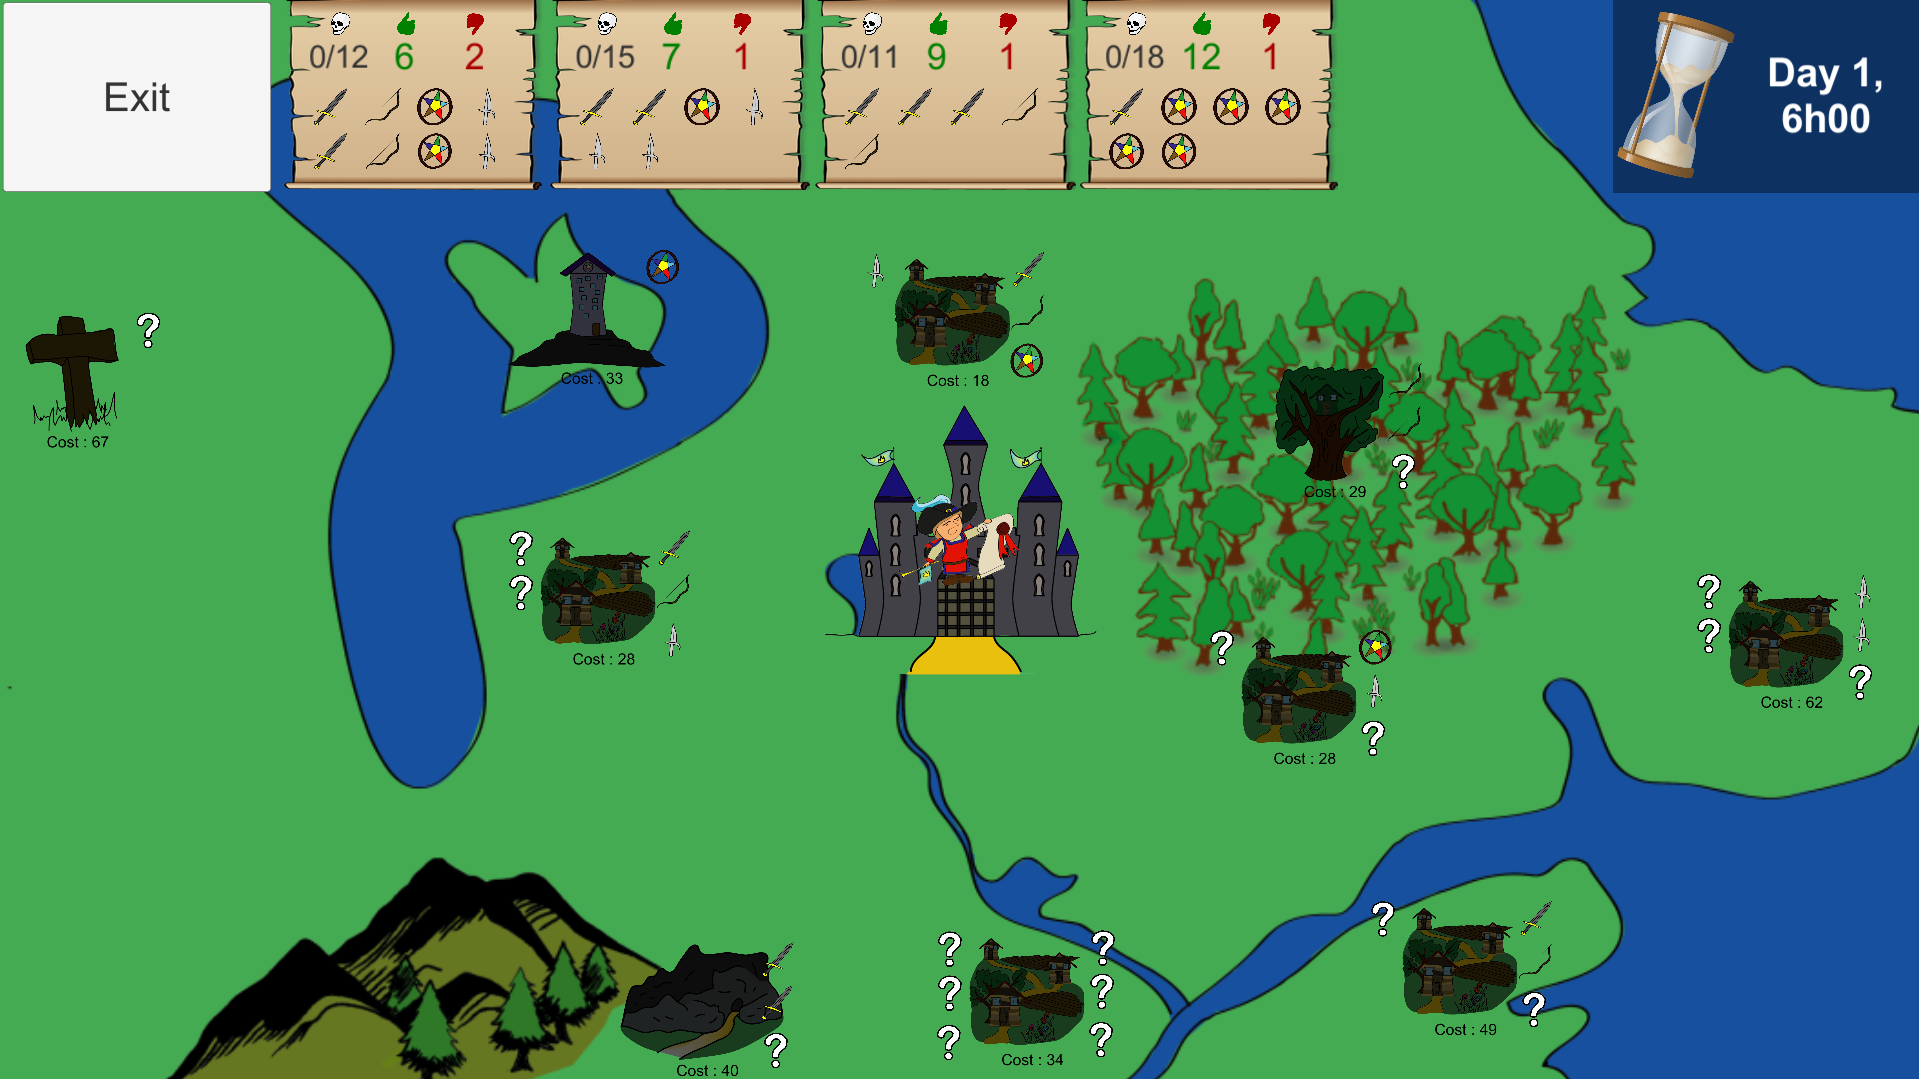 Exit
0/12 6 2
0/15 7 1
0/11 9 1
0/18 12 1
Day 1,
6h00
?
Cost : 67
Cost : 33
Cost : 18
?
Cost : 29
?
?
Cost : 28
?
?
Cost : 28
?
?
?
Cost : 62
?
?
Cost : 40
? ?
? ?
? ?
Cost : 34
?
?
Cost : 49